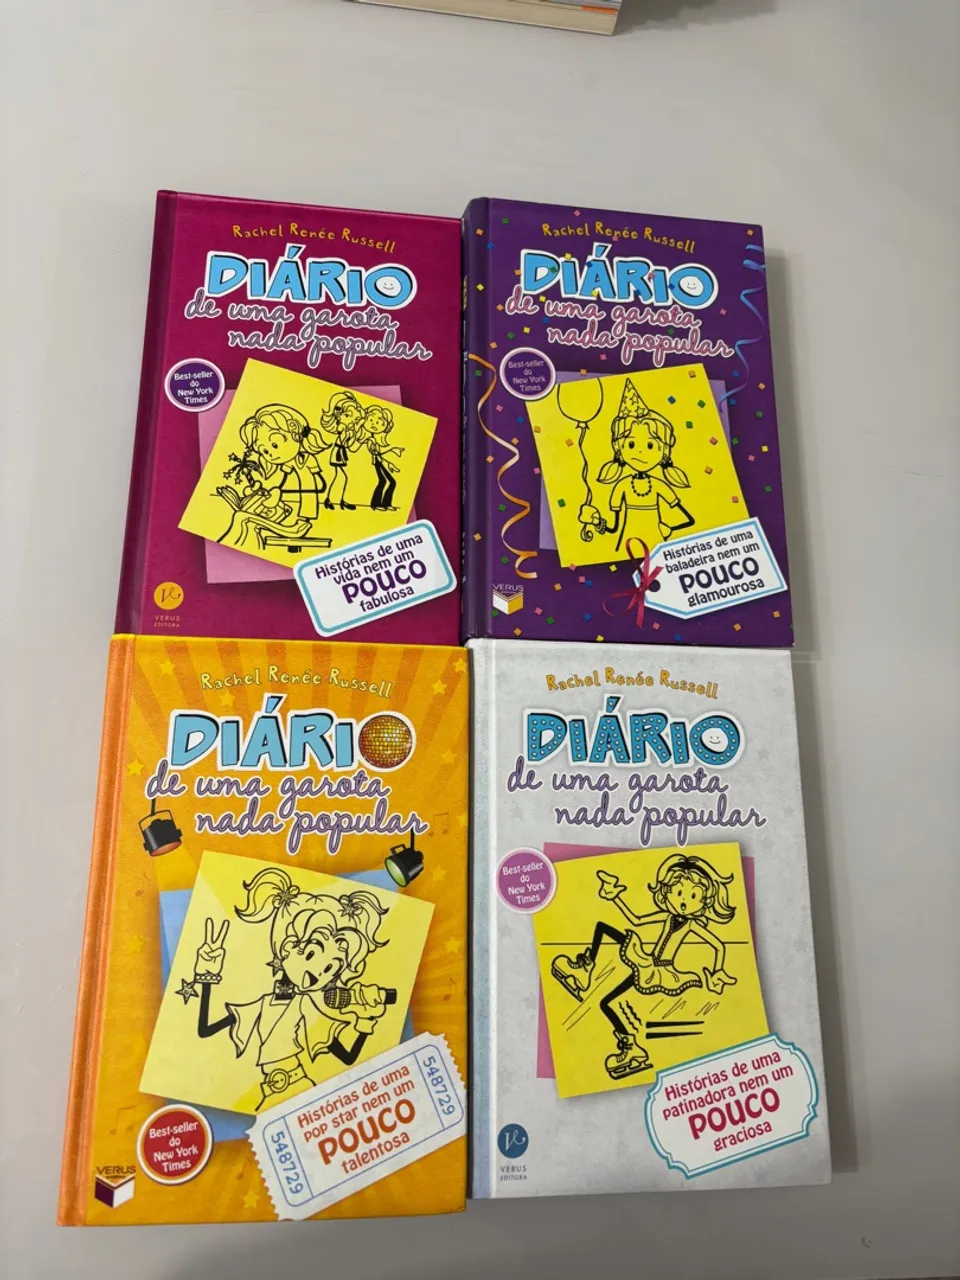 Rachel Renée Russell
DIÁRIO
de uma garota
nada popular
Best-seller
do
New York
Times
Histórias de uma
vida nem um
POUCO
fabulosa
VERUS
EDITORA
Rachel Renée Russell
DIÁRIO
de uma garota
nada popular
Best-seller
do
New York
Times
Histórias de uma
baladeira nem um
POUCO
glamourosa
VERUS
Rachel Renée Russell
DIÁRIO
de uma garota
nada popular
Best-seller
do
New York
Times
548729
Histórias de uma
pop star nem um
POUCO
talentosa
548729
VERUS
Rachel Renée Russell
DIÁRIO
de uma garota
nada popular
Best-seller
do
New York
Times
Histórias de uma
patinadora nem um
POUCO
graciosa
VERUS
EDITORA